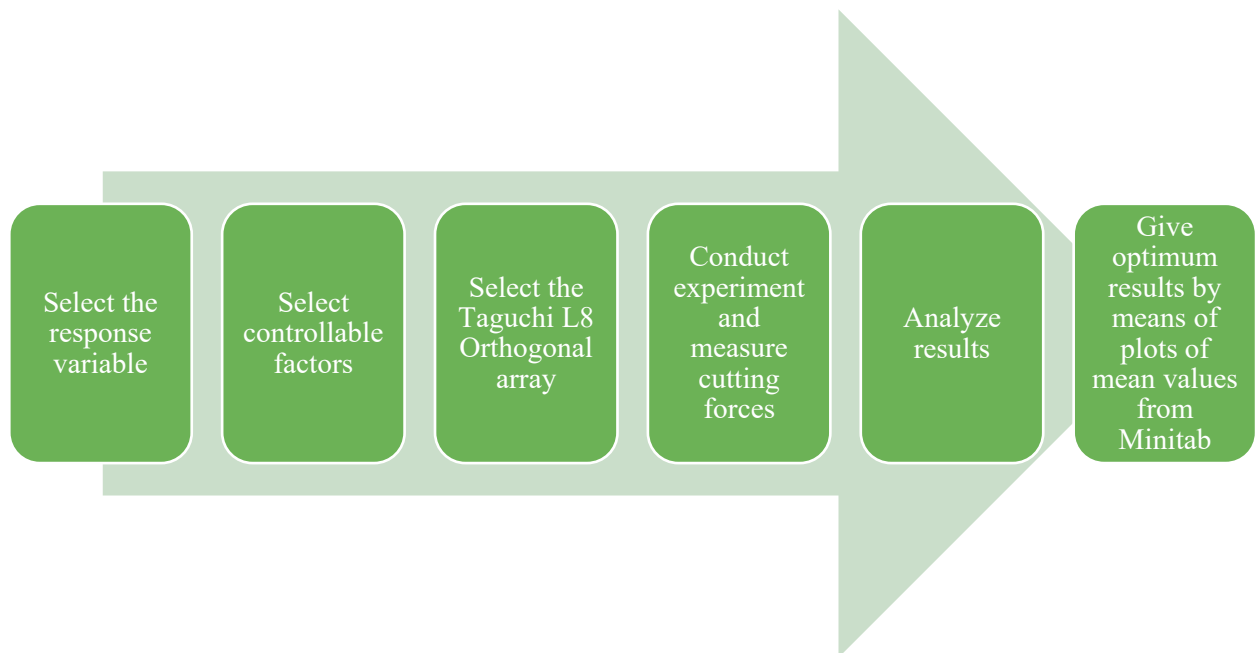 Select the
response
variable
Select
controllable
factors
Select the
Taguchi L8
Orthogonal
array
Conduct
experiment
and
measure
cutting
forces
Analyze
results
Give
optimum
results by
means of
plots of
mean values
from
Minitab